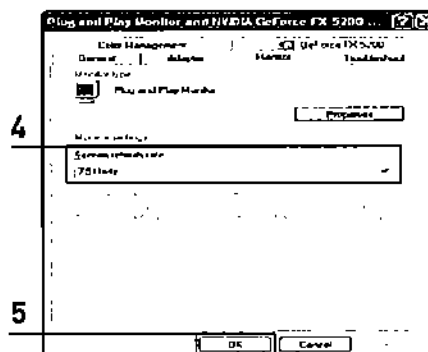 Plug and Play Monitor and NVIDIA GeForce FX 5200 ...
Color Management GeForce FX 5200
General Adapter Monitor Troubleshoot
Monitor type
Plug and Play Monitor
Properties
4
Monitor settings
Screen refresh rate
75 Hertz
5
OK Cancel